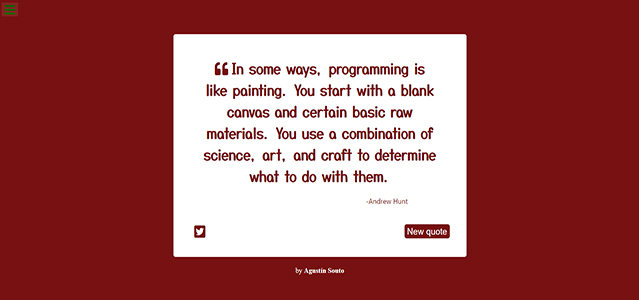 ❝ In some ways, programming is
like painting. You start with a blank
canvas and certain basic raw
materials. You use a combination of
science, art, and craft to determine
what to do with them.
-Andrew Hunt
New quote
by Agustín Souto